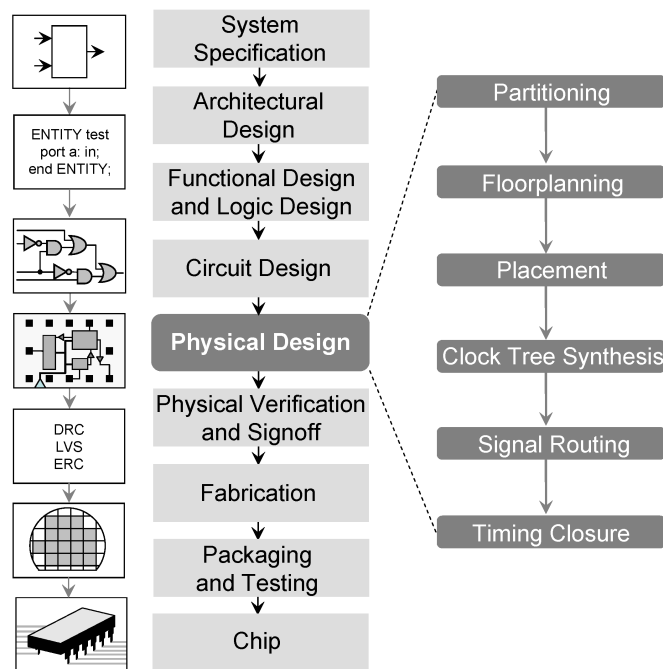 ENTITY test
port a: in;
end ENTITY;
DRC
LVS
ERC
System
Specification
Architectural
Design
Functional Design
and Logic Design
Circuit Design
Physical Design
Physical Verification
and Signoff
Fabrication
Packaging
and Testing
Chip
Partitioning
Floorplanning
Placement
Clock Tree Synthesis
Signal Routing
Timing Closure